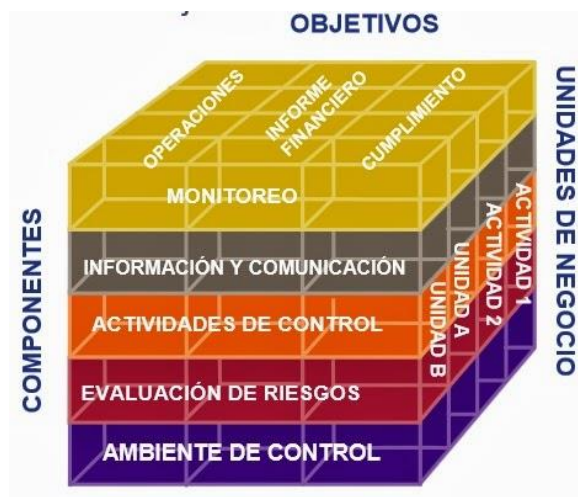 OBJETIVOS
OPERACIONES
INFORME
FINANCIERO
CUMPLIMIENTO
MONITOREO
INFORMACIÓN Y COMUNICACIÓN
ACTIVIDADES DE CONTROL
EVALUACIÓN DE RIESGOS
AMBIENTE DE CONTROL
COMPONENTES
UNIDAD B
UNIDAD A
ACTIVIDAD 2
ACTIVIDAD 1
UNIDADES DE NEGOCIO